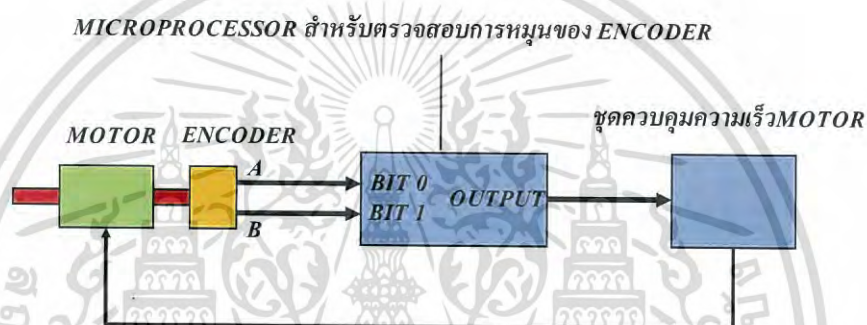 MICROPROCESSOR สำหรับตรวจสอบการหมุนของ ENCODER
ชุดควบคุมความเร็วMOTOR
MOTOR ENCODER
A
BIT 0 OUTPUT
BIT 1
B